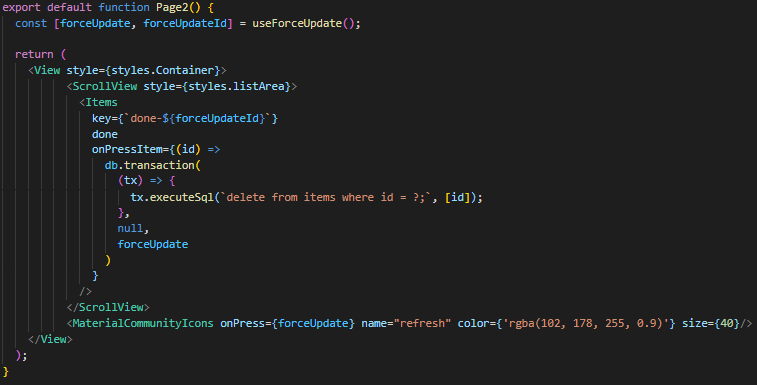 export default function Page2() {
  const [forceUpdate, forceUpdateId] = useForceUpdate();

  return (
    <View style={styles.Container}>
          <ScrollView style={styles.listArea}>
            <Items
              key={`done-${forceUpdateId}`}
              done
              onPressItem={(id) =>
                db.transaction(
                  (tx) => {
                    tx.executeSql(`delete from items where id = ?;`, [id]);
                  },
                  null,
                  forceUpdate
                )
              }
            />
          </ScrollView>
          <MaterialCommunityIcons onPress={forceUpdate} name="refresh" color={'rgba(102, 178, 255, 0.9)'} size={40}/>
    </View>
  );
}